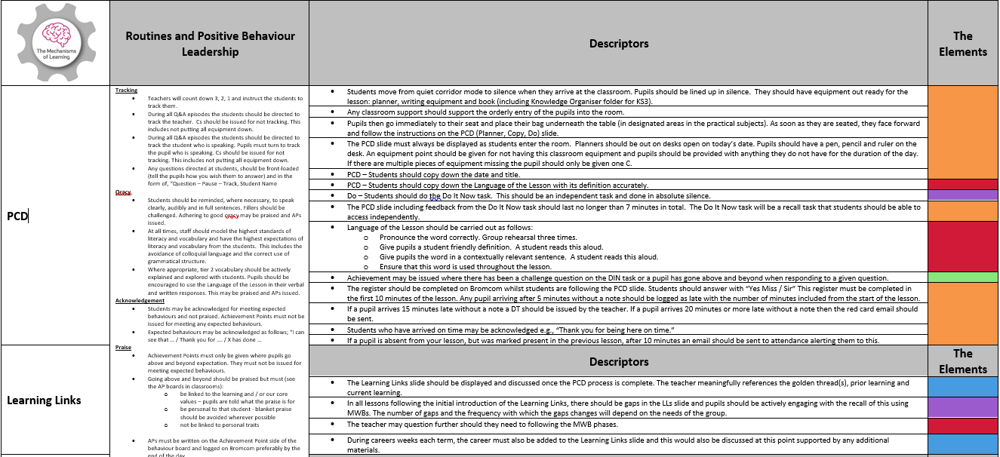 The Mechanisms
of Learning
Routines and Positive Behaviour
Leadership
Descriptors
The
Elements
PCD
Tracking
• Teachers will count down 3, 2, 1 and instruct the students to
track them.
• During all Q&A episodes the students should be directed to
track the teacher. Cs should be issued for not tracking. This
includes not putting all equipment down.
• During all Q&A episodes the students should be directed to
track the student who is speaking. Pupils must turn to track
the pupil who is speaking. Cs should be issued for not
tracking. This includes not putting all equipment down.
• Any questions directed at students, should be front-loaded
(tell the pupils how you wish them to answer) and in the
form of, “Question – Pause – Track, Student Name
Oracy
• Students should be reminded, where necessary, to speak
clearly, audibly and in full sentences. Fillers should be
challenged. Adhering to good oracy may be praised and APs
issued.
• At all times, staff should model the highest standards of
literacy and vocabulary and have the highest expectations of
literacy and vocabulary from the students. This includes the
avoidance of colloquial language and the correct use of
grammatical structure.
• Where appropriate, tier 2 vocabulary should be actively
explained and explored with students. Pupils should be
encouraged to use the Language of the Lesson in their verbal
and written responses. This may be praised and APs issued.
Acknowledgement
• Students may be acknowledged for meeting expected
behaviours and not praised. Achievement Points must not be
issued for meeting any expected behaviours.
• Expected behaviours may be acknowledged as follows; “I can
see that … / Thank you for …. / X has done …
Praise
• Achievement Points must only be given where pupils go
above and beyond expectation. They must not be issued for
meeting expected behaviours.
• Going above and beyond should be praised but must (see
the AP boards in classrooms):
o be linked to the learning and / or our core
values – pupils are told what the praise is for
o be personal to that student - blanket praise
should be avoided wherever possible
o not be linked to personal traits
• APs must be written on the Achievement Point side of the
behaviour board and logged on Bromcom preferably by the
end of the day.
• Students move from quiet corridor mode to silence when they arrive at the classroom. Pupils should be lined up in silence. They should have equipment out ready for the
lesson: planner, writing equipment and book (including Knowledge Organiser folder for KS3).
• Any classroom support should support the orderly entry of the pupils into the room.
• Pupils then go immediately to their seat and place their bag underneath the table (in designated areas in the practical subjects). As soon as they are seated, they face forward
and follow the instructions on the PCD (Planner, Copy, Do) slide.
• The PCD slide must always be displayed as students enter the room. Planners should be out on desks open on today’s date. Pupils should have a pen, pencil and ruler on the
desk. An equipment point should be given for not having this classroom equipment and pupils should be provided with anything they do not have for the duration of the day.
If there are multiple pieces of equipment missing the pupil should only be given one C.
• PCD – Students should copy down the date and title.
• PCD – Students should copy down the Language of the Lesson with its definition accurately.
• Do – Students should do the Do It Now task. This should be an independent task and done in absolute silence.
• The PCD slide including feedback from the Do It Now task should last no longer than 7 minutes in total. The Do It Now task will be a recall task that students should be able to
access independently.
• Language of the Lesson should be carried out as follows:
o Pronounce the word correctly. Group rehearsal three times.
o Give pupils a student friendly definition. A student reads this aloud.
o Give pupils the word in a contextually relevant sentence. A student reads this aloud.
o Ensure that this word is used throughout the lesson.
• Achievement may be issued where there has been a challenge question on the DIN task or a pupil has gone above and beyond when responding to a given question.
• The register should be completed on Bromcom whilst students are following the PCD slide. Students should answer with “Yes Miss / Sir” This register must be completed in
the first 10 minutes of the lesson. Any pupil arriving after 5 minutes without a note should be logged as late with the number of minutes included from the start of the lesson.
• If a pupil arrives 15 minutes late without a note a DT should be issued by the teacher. If a pupil arrives 20 minutes or more late without a note then the red card email should
be sent.
• Students who have arrived on time may be acknowledged e.g., “Thank you for being here on time.”
• If a pupil is absent from your lesson, but was marked present in the previous lesson, after 10 minutes an email should be sent to attendance alerting them to this.
Learning Links
Descriptors
The
Elements
• The Learning Links slide should be displayed and discussed once the PCD process is complete. The teacher meaningfully references the golden thread(s), prior learning and
current learning.
• In all lessons following the initial introduction of the Learning Links, there should be gaps in the LLs slide and pupils should be actively engaging with the recall of this using
MWBs. The number of gaps and the frequency with which the gaps changes will depend on the needs of the group.
• The teacher may question further should they need to following the MWB phases.
• During careers weeks each term, the career must also be added to the Learning Links slide and this would also be discussed at this point supported by any additional
materials.